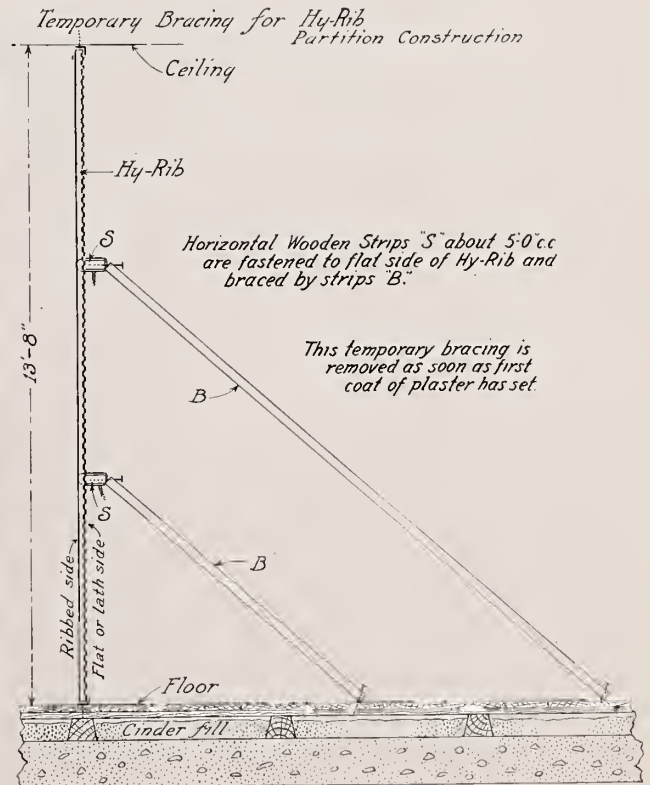 Temporary Bracing for Hy-Rib
Partition Construction
Ceiling
Hy-Rib
S
Horizontal Wooden Strips "S" about 5'-0" c.c
are fastened to flat side of Hy-Rib and
braced by strips "B."
13'-8"
This temporary bracing is
removed as soon as first
coat of plaster has set.
B
S
B
Ribbed side
Flat or lath side
Floor
Cinder fill